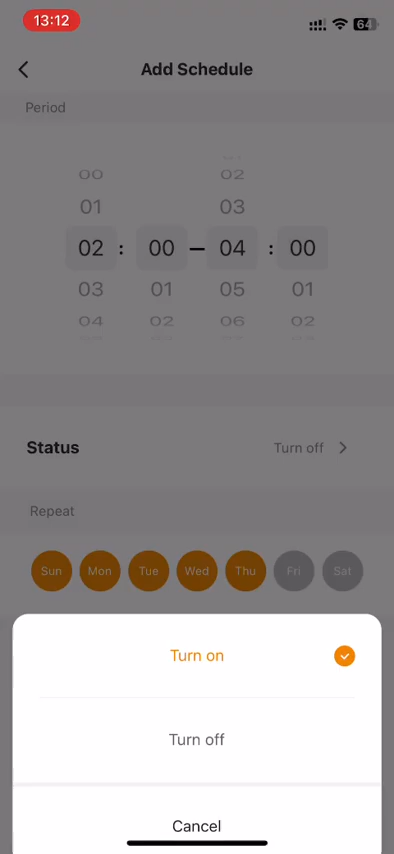 13:12
64
Add Schedule
Period
00 02
01 03
02 : 00 – 04 : 00
03 01 05 01
04 02 06 02
Status Turn off
Repeat
Sun Mon Tue Wed Thu Fri Sat
Turn on
Turn off
Cancel